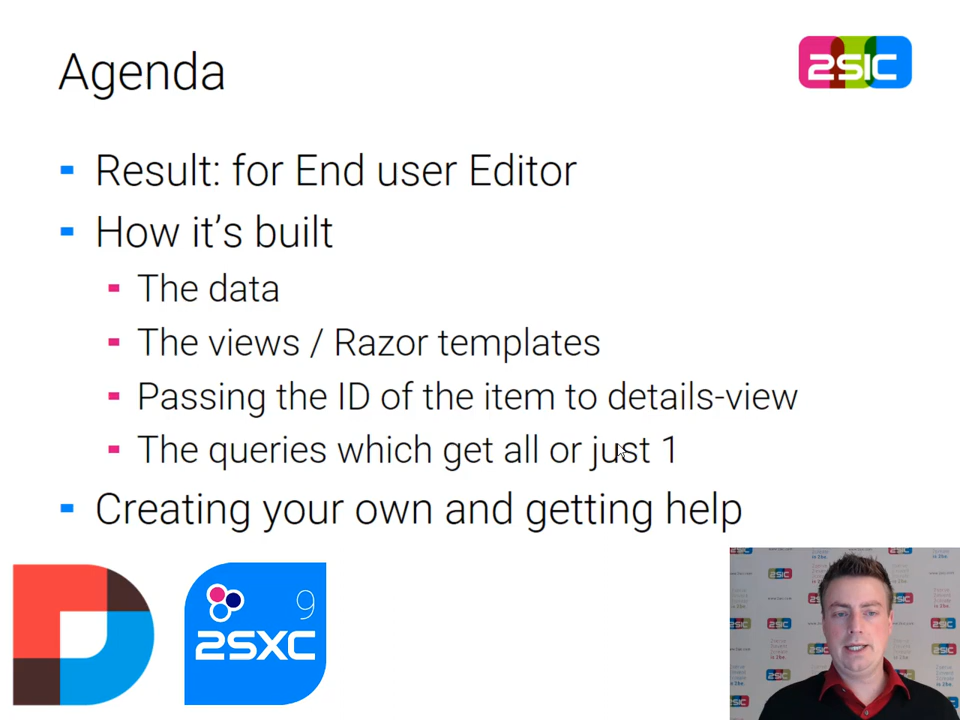 Agenda
2SIC
Result: for End user Editor
How it's built
The data
The views / Razor templates
Passing the ID of the item to details-view
The queries which get all or just 1
Creating your own and getting help
9
2SXC